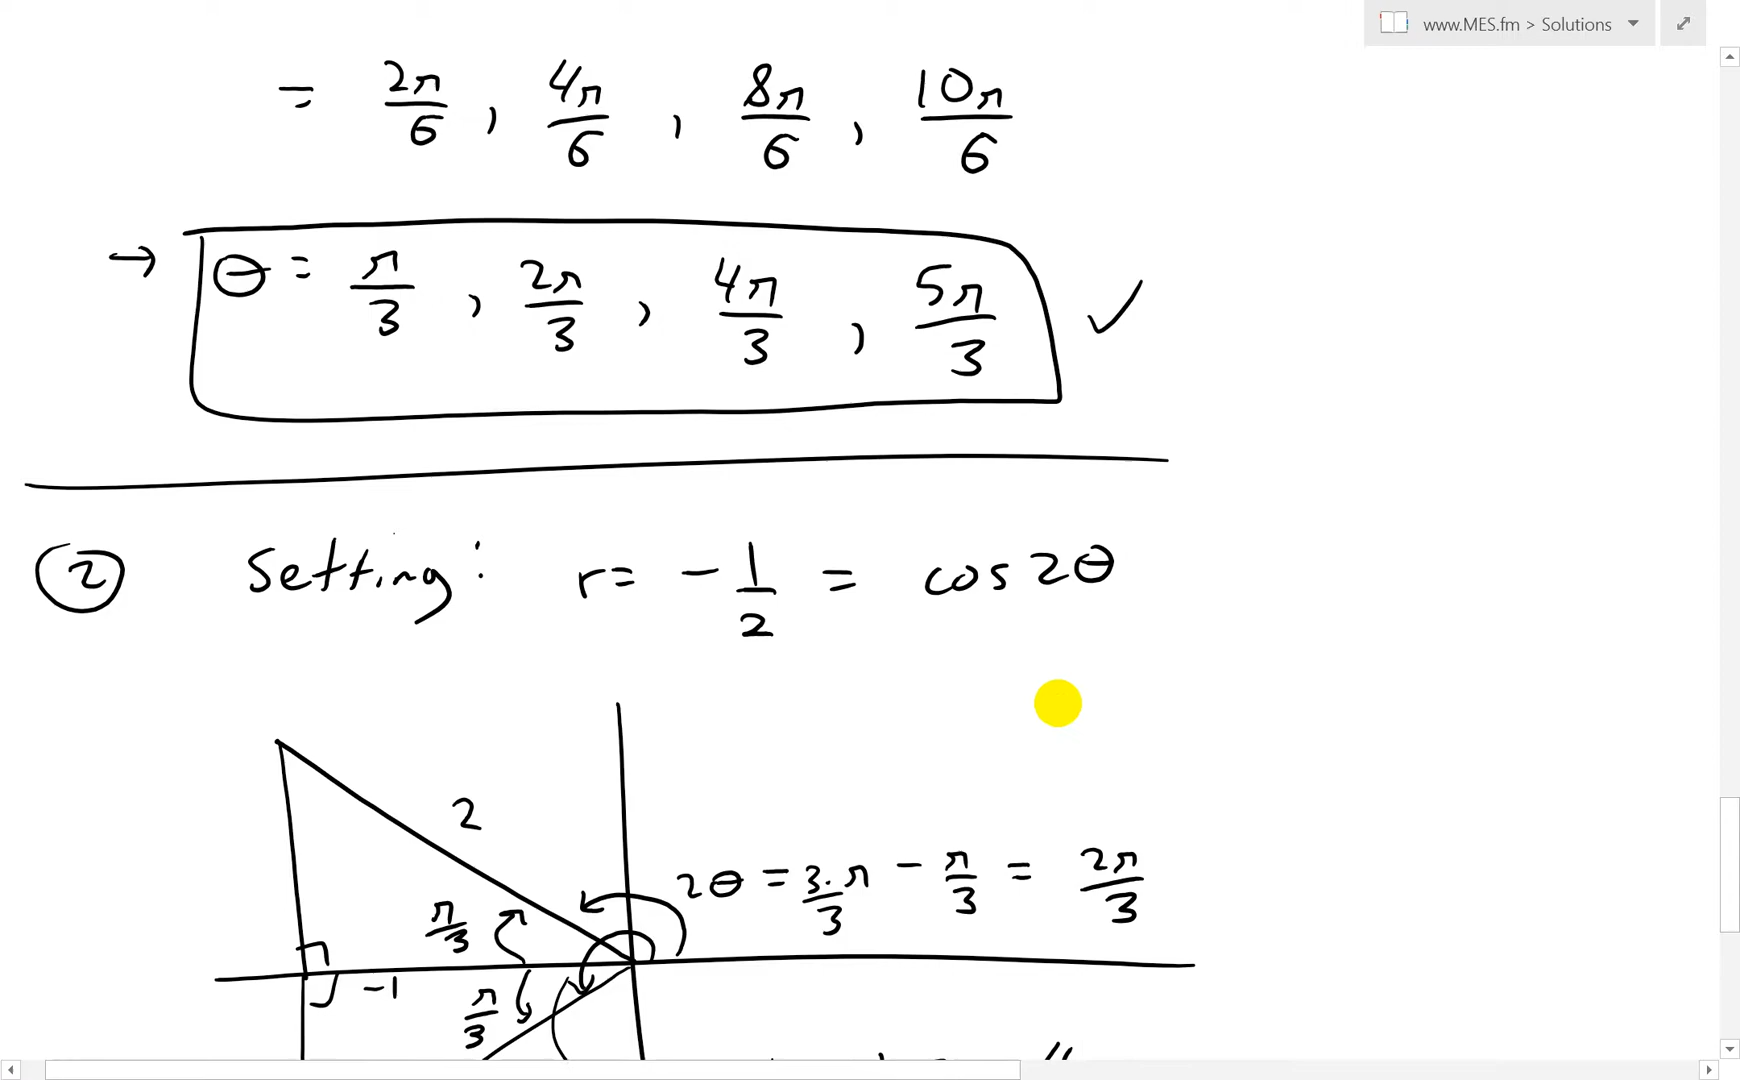 www.MES.fm > Solutions
= 2π/6 , 4π/6 , 8π/6 , 10π/6
→ θ = π/3 , 2π/3 , 4π/3 , 5π/3 ✓
② Setting: r = - 1/2 = cos 2θ
2
2θ = 3·π/3 - π/3 = 2π/3
π/3
-1
π/3